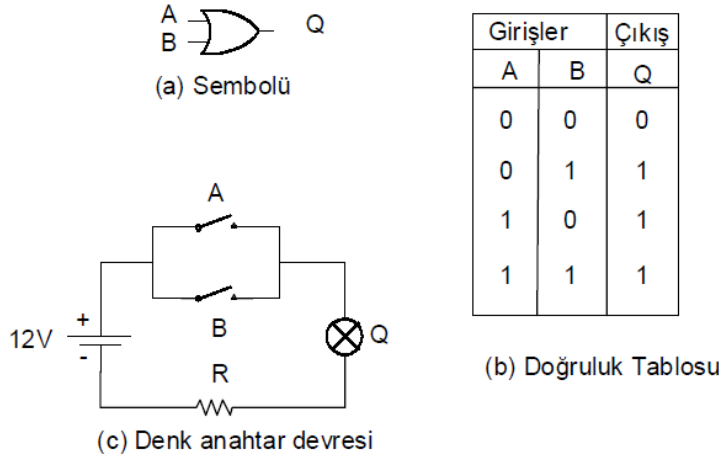 A
B
Q
(a) Sembolü
Girişler Çıkış
A B Q
0 0 0
0 1 1
1 0 1
1 1 1
(b) Doğruluk Tablosu
A
B
12V
+
-
Q
R
(c) Denk anahtar devresi